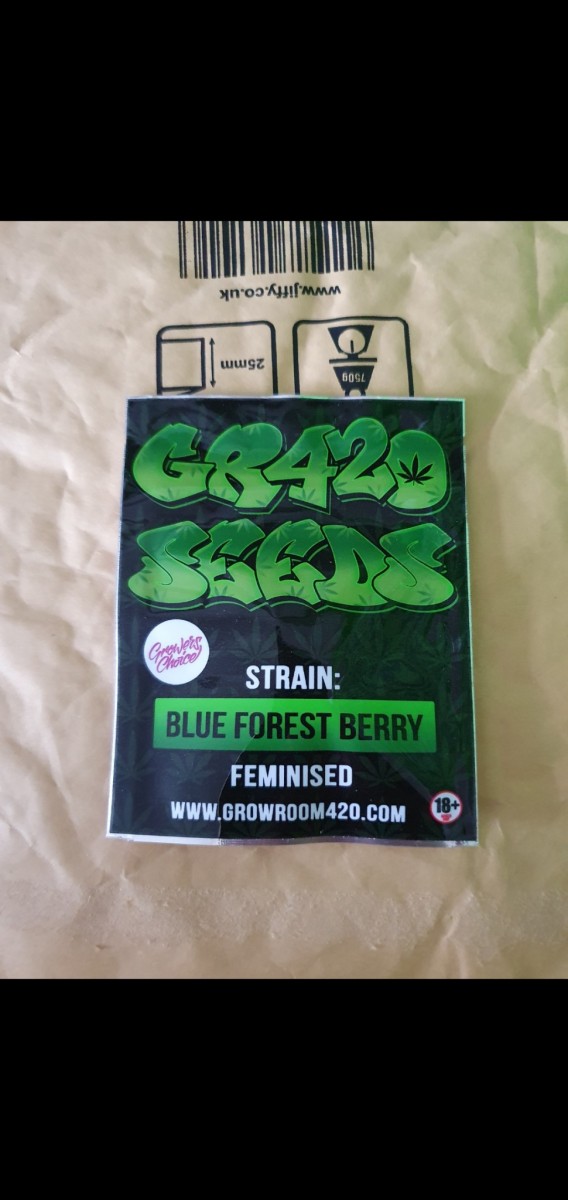 www.jiffy.co.uk
25mm
750g
GR420
SEEDS
Growers
Choice
STRAIN:
BLUE FOREST BERRY
FEMINISED
WWW.GROWROOM420.COM
18+